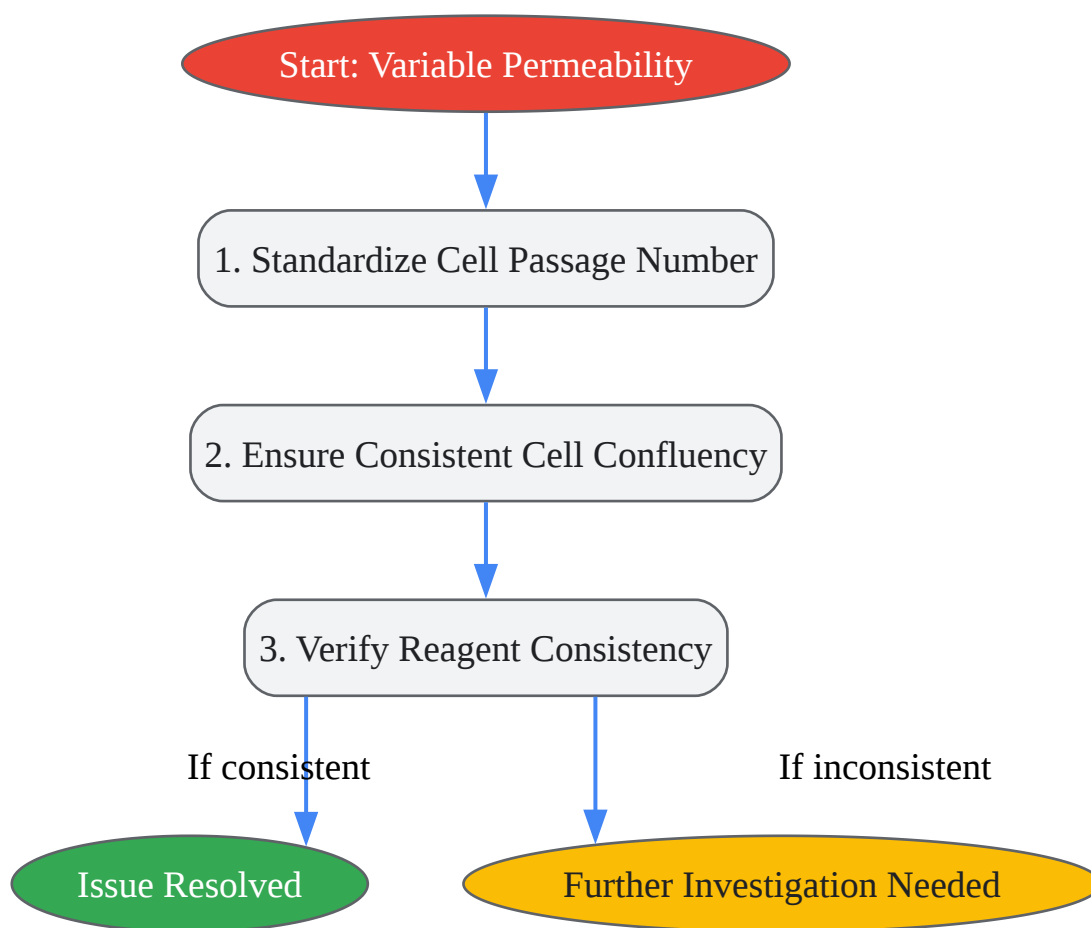 Start: Variable Permeability
1. Standardize Cell Passage Number
2. Ensure Consistent Cell Confluency
3. Verify Reagent Consistency
If consistent
If inconsistent
Issue Resolved
Further Investigation Needed